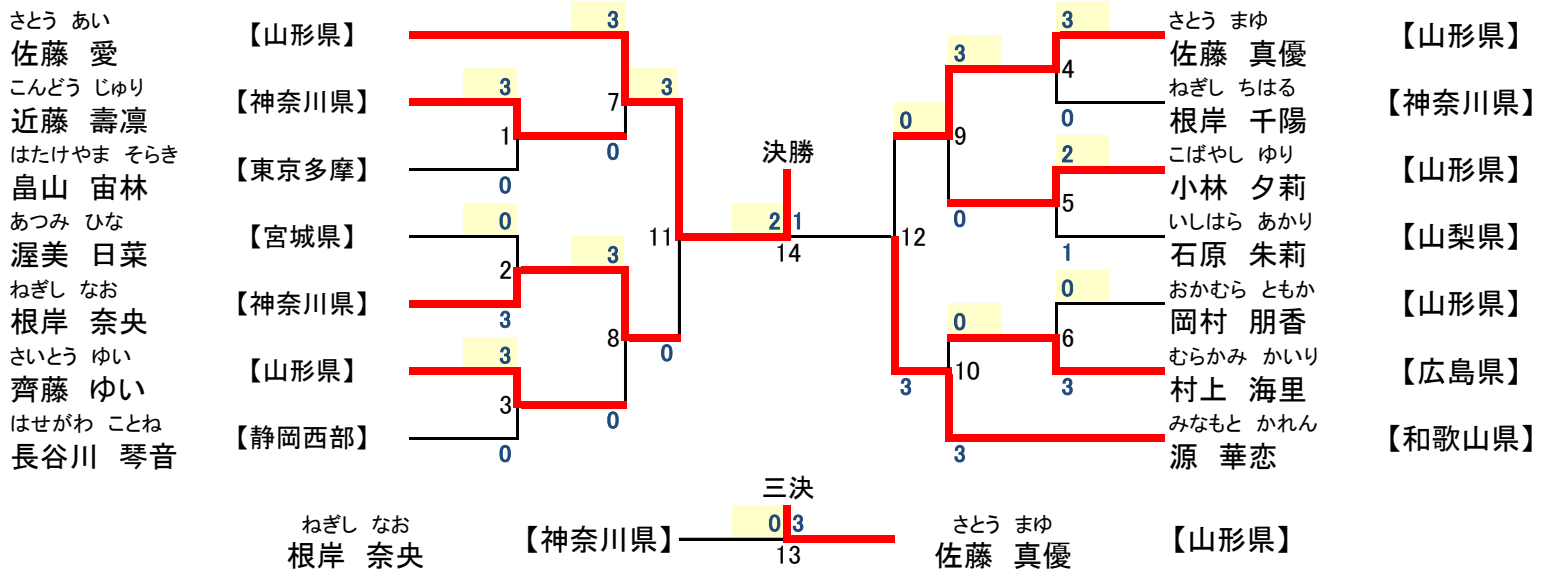 さとう あい
佐藤 愛 【山形県】
こんどう じゅり
近藤 壽凛 【神奈川県】
はたけやま そらき
畠山 宙林 【東京多摩】
あつみ ひな
渥美 日菜 【宮城県】
ねぎし なお
根岸 奈央 【神奈川県】
さいとう ゆい
齊藤 ゆい 【山形県】
はせがわ ことね
長谷川 琴音 【静岡西部】
3
3
1
0
7
0
3
0
2
3
3
8
3
3
0
0
11
0
決勝
2 1
14
さとう まゆ
佐藤 真優 【山形県】
ねぎし ちはる
根岸 千陽 【神奈川県】
こばやし ゆり
小林 夕莉 【山形県】
いしはら あかり
石原 朱莉 【山梨県】
おかむら ともか
岡村 朋香 【山形県】
むらかみ かいり
村上 海里 【広島県】
みなもと かれん
源 華恋 【和歌山県】
3
4
0
3
9
0
2
5
1
0
6
3
0
10
3
0
12
3
三決
ねぎし なお
根岸 奈央 【神奈川県】
0 3
13
さとう まゆ
佐藤 真優 【山形県】